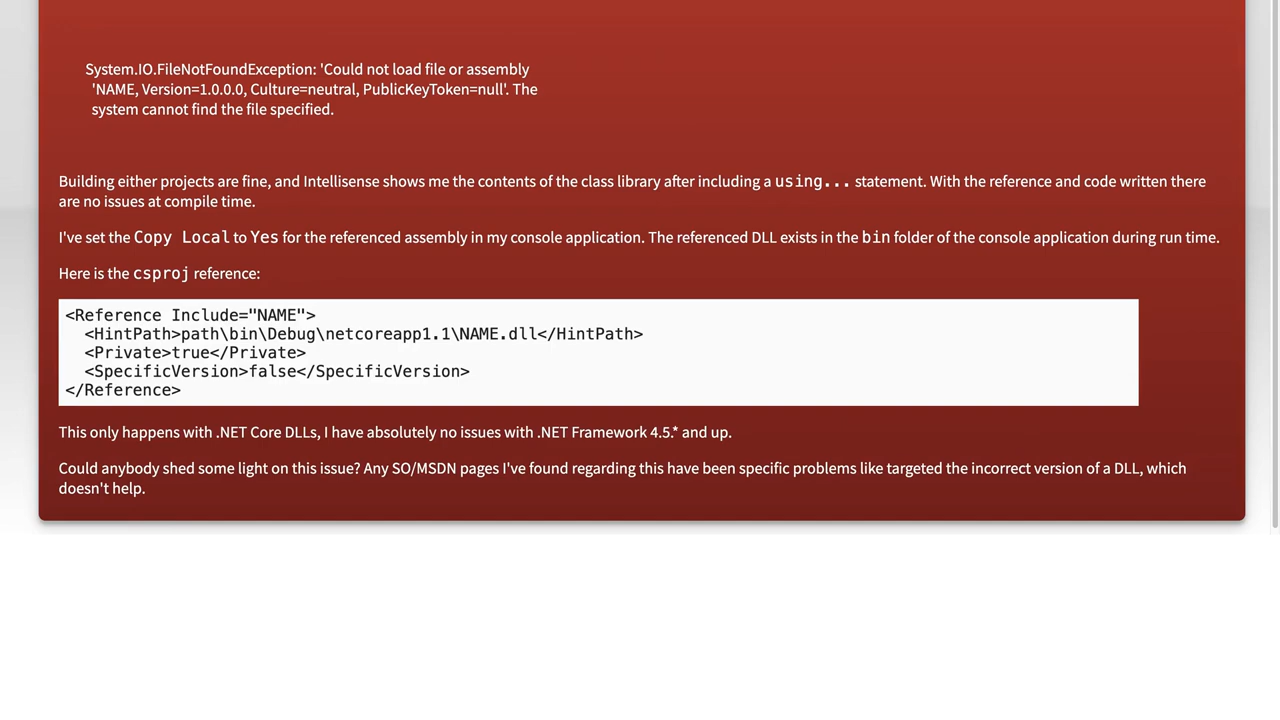 System.IO.FileNotFoundException: 'Could not load file or assembly
'NAME, Version=1.0.0.0, Culture=neutral, PublicKeyToken=null'. The
system cannot find the file specified.
Building either projects are fine, and Intellisense shows me the contents of the class library after including a using... statement. With the reference and code written there
are no issues at compile time.
I've set the Copy Local to Yes for the referenced assembly in my console application. The referenced DLL exists in the bin folder of the console application during run time.
Here is the csproj reference:
<Reference Include="NAME">
<HintPath>path\bin\Debug\netcoreapp1.1\NAME.dll</HintPath>
<Private>true</Private>
<SpecificVersion>false</SpecificVersion>
</Reference>
This only happens with .NET Core DLLs, I have absolutely no issues with .NET Framework 4.5.* and up.
Could anybody shed some light on this issue? Any SO/MSDN pages I've found regarding this have been specific problems like targeted the incorrect version of a DLL, which
doesn't help.